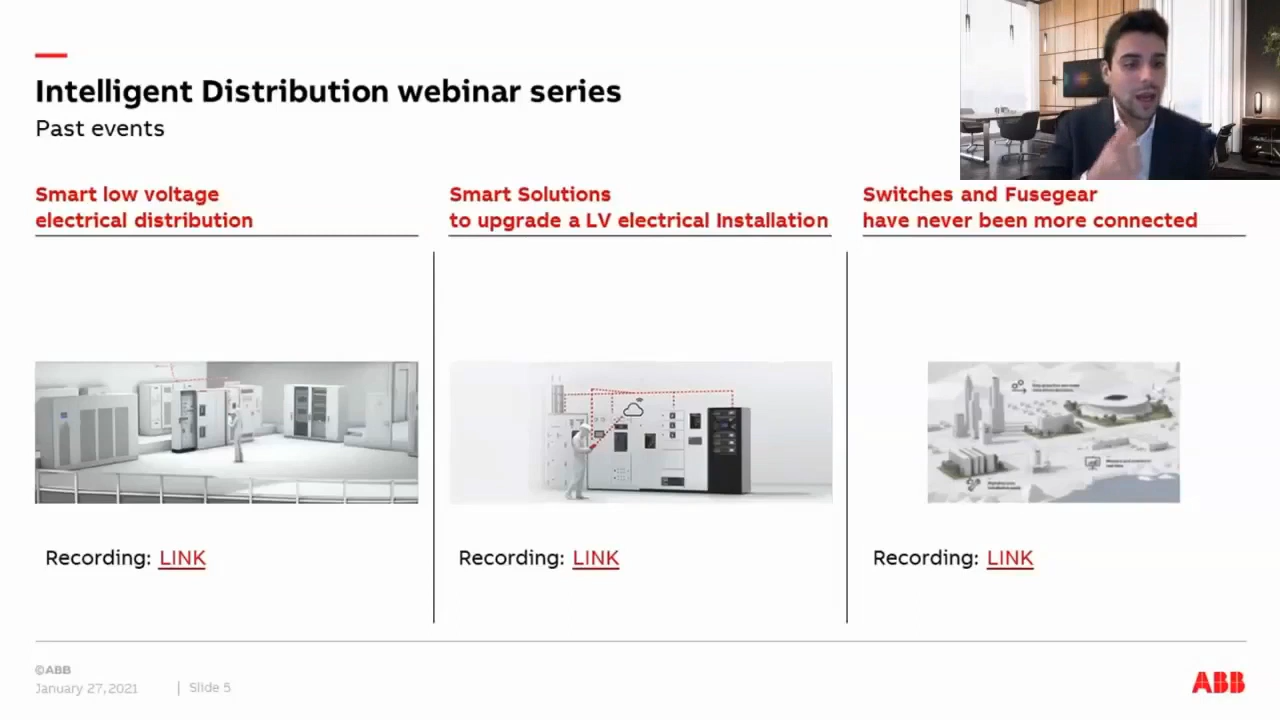 Intelligent Distribution webinar series
Past events
Smart low voltage
electrical distribution
Smart Solutions
to upgrade a LV electrical Installation
Switches and Fusegear
have never been more connected
Recording: LINK
Recording: LINK
Recording: LINK
©ABB
January 27, 2021 | Slide 5
ABB